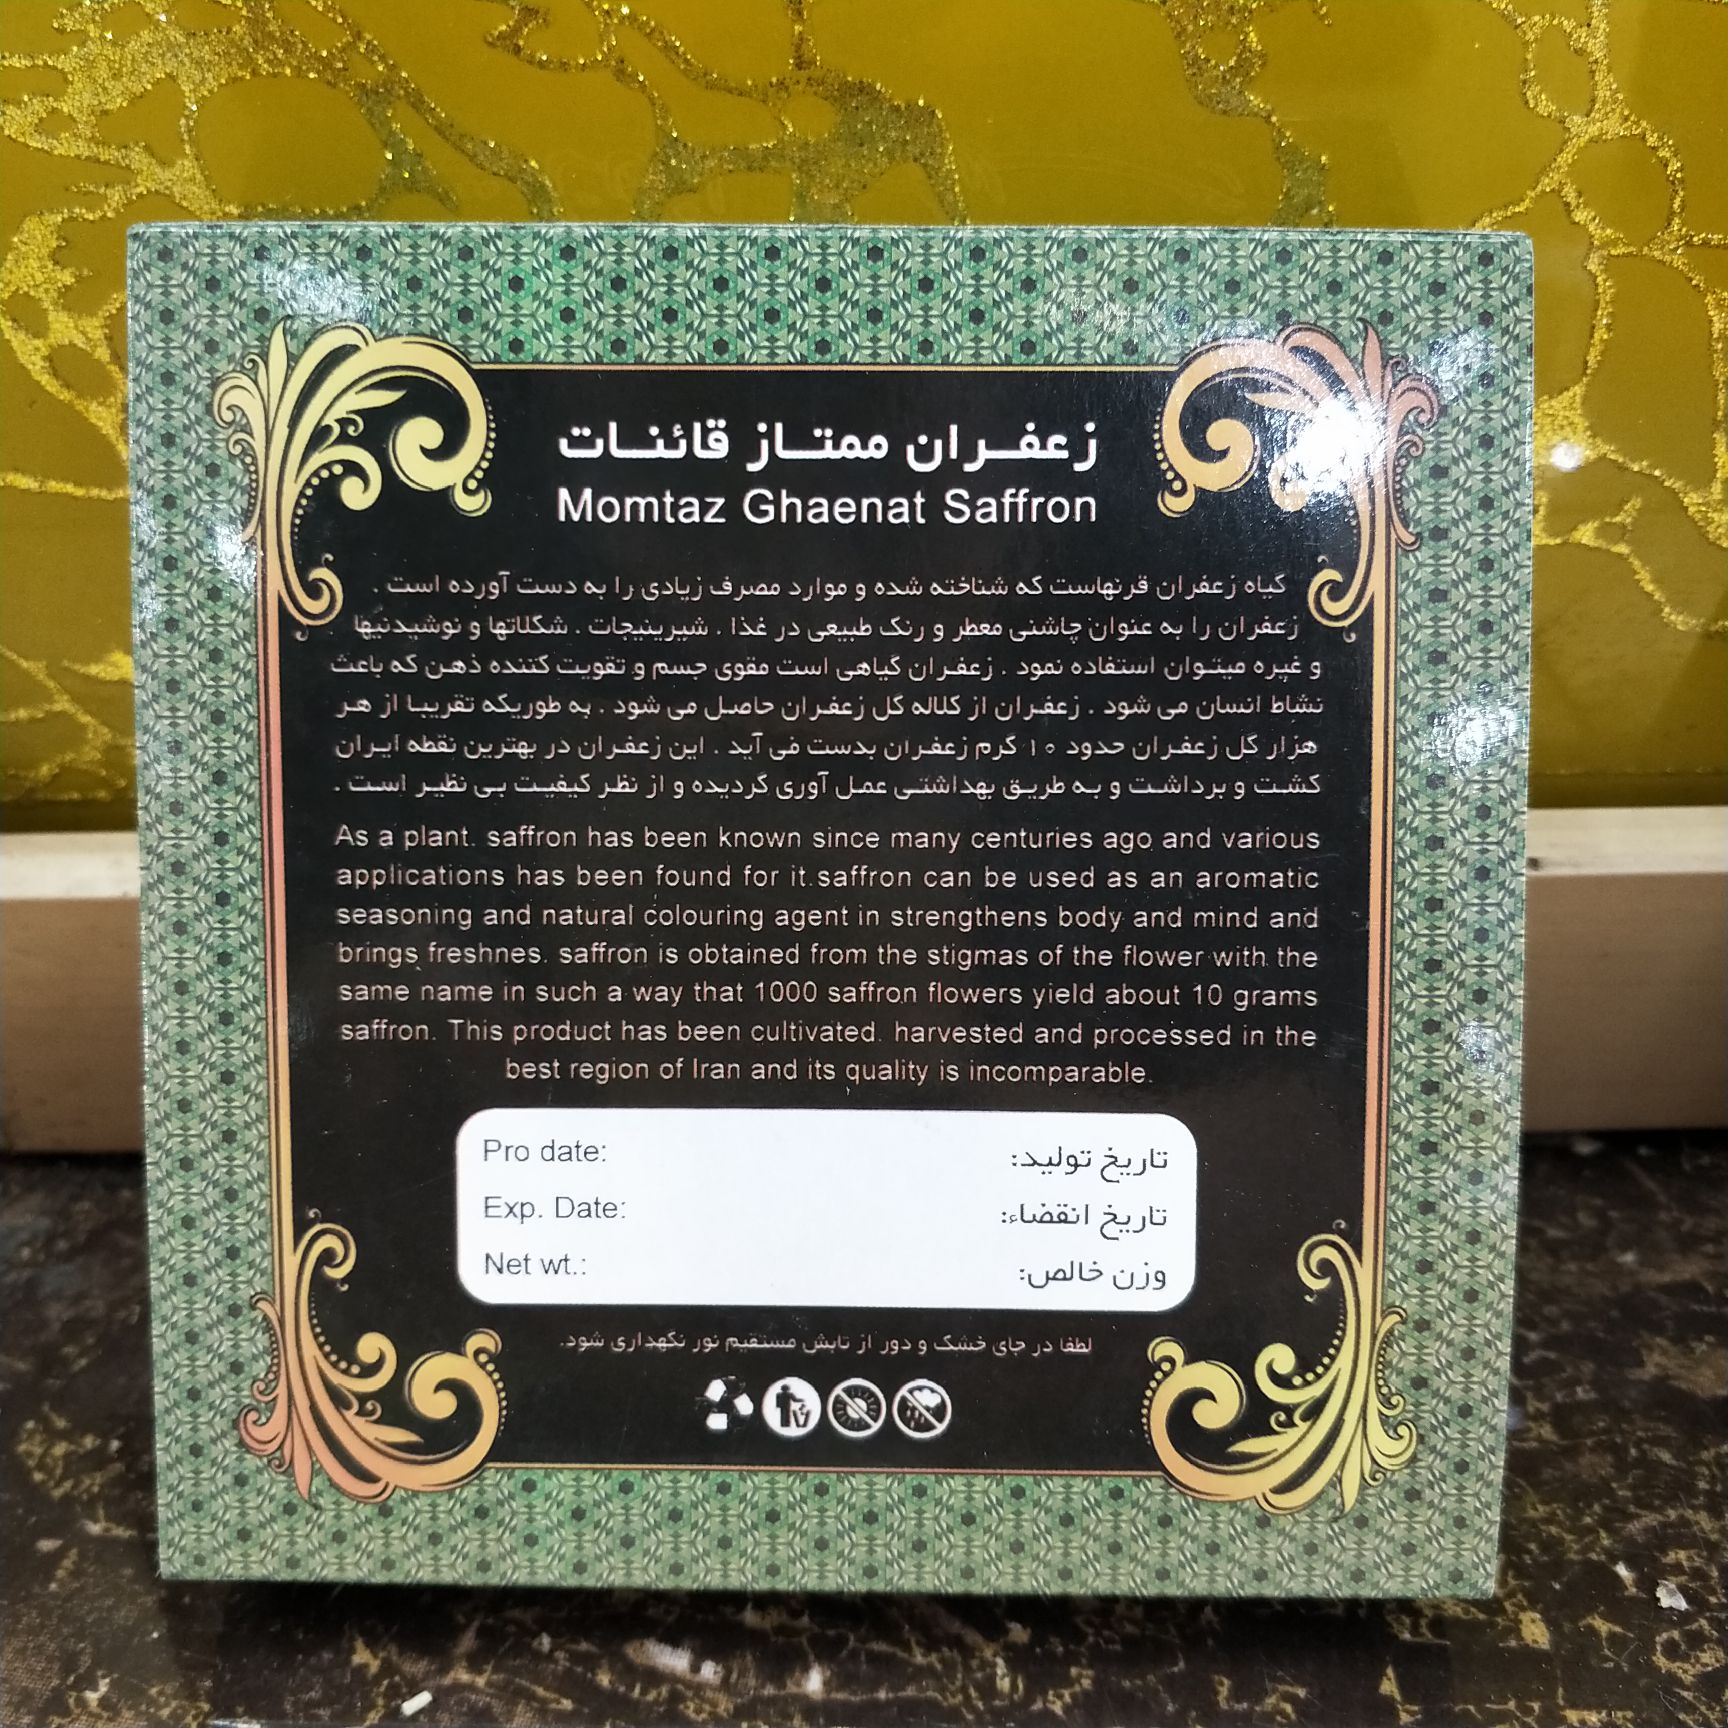 زعفران ممتاز قائنات
Momtaz Ghaenat Saffron
گیاه زعفران قرنهاست که شناخته شده و موارد مصرف زیادی را به دست آورده است .
زعفران را به عنوان چاشنی معطر و رنگ طبیعی در غذا . شیرینیجات . شکلاتها و نوشیدنیها
و غیره میتوان استفاده نمود . زعفران گیاهی است مقوی جسم و تقویت کننده ذهن که باعث
نشاط انسان می شود . زعفران از کلاله گل زعفران حاصل می شود . به طوریکه تقریبا از هر
هزار گل زعفران حدود ۱۰ گرم زعفران بدست می آید . این زعفران در بهترین نقطه ایران
کشت و برداشت و به طریق بهداشتی عمل آوری گردیده و از نظر کیفیت بی نظیر است .
As a plant. saffron has been known since many centuries ago and various
applications has been found for it.saffron can be used as an aromatic
seasoning and natural colouring agent in strengthens body and mind and
brings freshnes. saffron is obtained from the stigmas of the flower with the
same name in such a way that 1000 saffron flowers yield about 10 grams
saffron. This product has been cultivated. harvested and processed in the
best region of Iran and its quality is incomparable.
Pro date: تاریخ تولید:
Exp. Date: تاریخ انقضاء:
Net wt.: وزن خالص:
لطفا در جای خشک و دور از تابش مستقیم نور نگهداری شود.